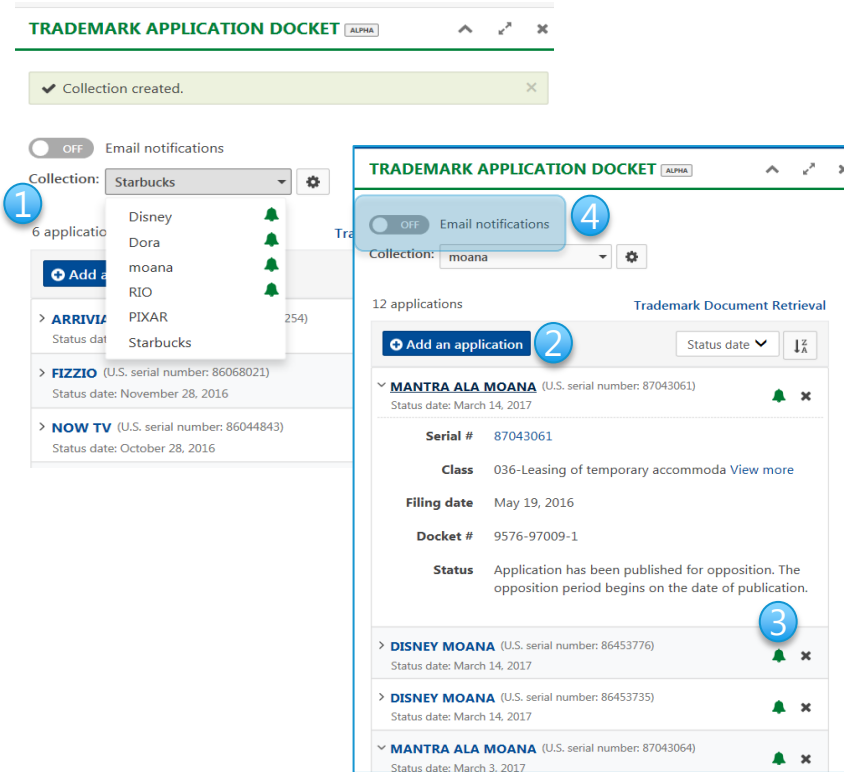 TRADEMARK APPLICATION DOCKET ALPHA
Collection created.
OFF Email notifications
Collection: Starbucks
1
Disney
Dora
moana
RIO
PIXAR
Starbucks
6
Add
254)
FIZZIO (U.S. serial number: 86068021)
Status date: November 28, 2016
NOW TV (U.S. serial number: 86044843)
Status date: October 28, 2016
TRADEMARK APPLICATION DOCKET ALPHA
OFF Email notifications
4
Collection: moana
12 applications Trademark Document Retrieval
Add an application 2 Status date
MANTRA ALA MOANA (U.S. serial number: 87043061)
Status date: March 14, 2017
Serial # 87043061
Class 036-Leasing of temporary accommoda View more
Filing date May 19, 2016
Docket # 9576-97009-1
Status Application has been published for opposition. The
opposition period begins on the date of publication.
3
DISNEY MOANA (U.S. serial number: 86453776)
Status date: March 14, 2017
DISNEY MOANA (U.S. serial number: 86453735)
Status date: March 14, 2017
MANTRA ALA MOANA (U.S. serial number: 87043064)
Status date: March 3, 2017